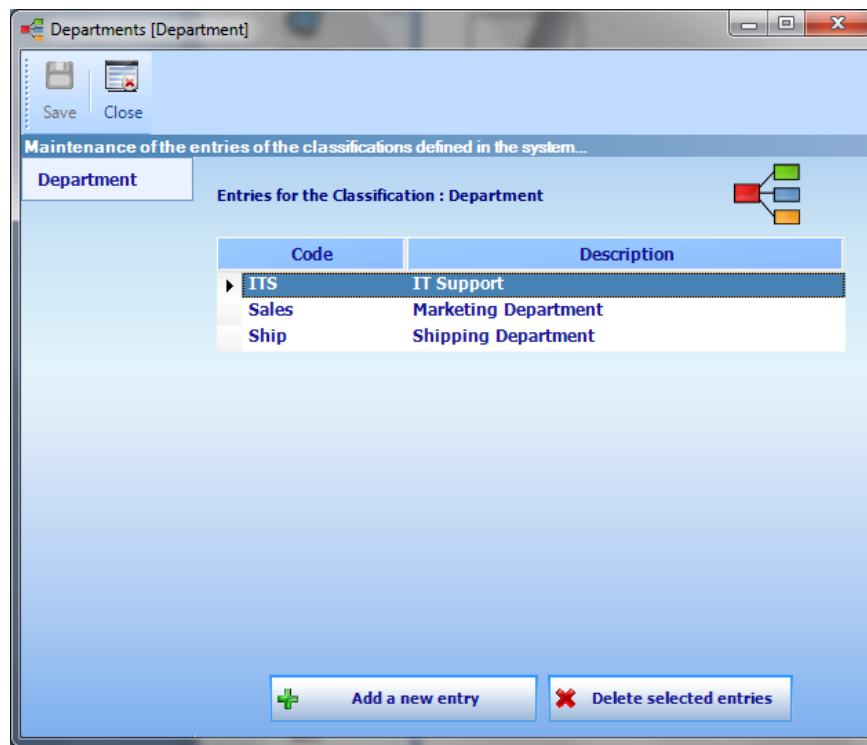 Departments [Department]
Save Close
Maintenance of the entries of the classifications defined in the system...
Department
Entries for the Classification : Department
Code Description
ITS IT Support
Sales Marketing Department
Ship Shipping Department
Add a new entry Delete selected entries